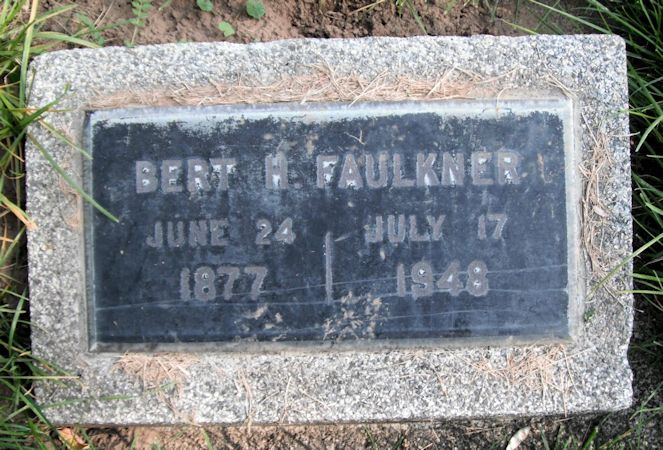 BERT H. FAULKNER
JUNE 24 JULY 17
1877 1948